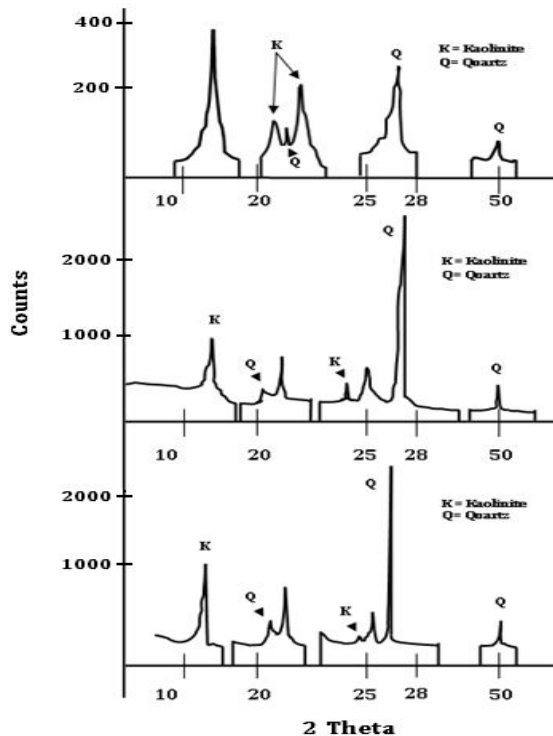 400
200
K
Q
Q
Q
K = Kaolinite
Q = Quartz
10 20 25 28 50
Counts
2000
1000
K
Q
K
Q
Q
K = Kaolinite
Q = Quartz
10 20 25 28 50
2000
1000
K
Q
K
Q
Q
K = Kaolinite
Q = Quartz
10 20 25 28 50
2 Theta